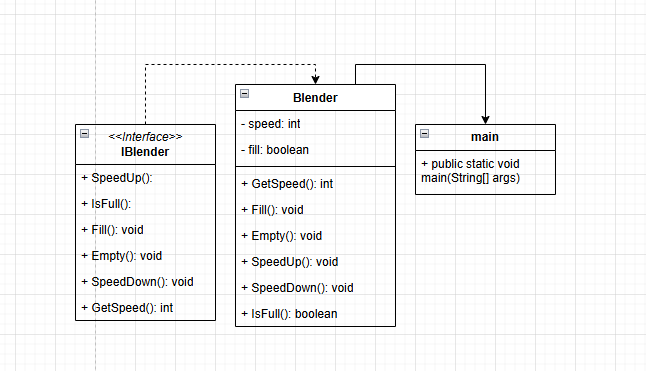 <<Interface>>
IBlender
+ SpeedUp():
+ IsFull():
+ Fill(): void
+ Empty(): void
+ SpeedDown(): void
+ GetSpeed(): int
Blender
- speed: int
- fill: boolean
+ GetSpeed(): int
+ Fill(): void
+ Empty(): void
+ SpeedUp(): void
+ SpeedDown(): void
+ IsFull(): boolean
main
+ public static void
main(String[] args)